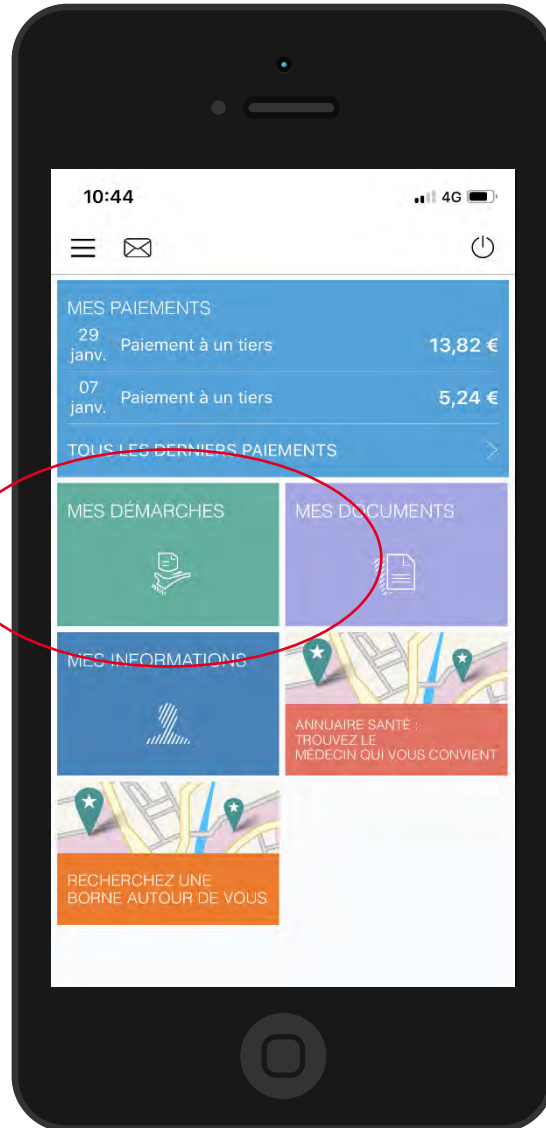 10:44
4G
MES PAIEMENTS
29
janv.
Paiement à un tiers
13,82 €
07
janv.
Paiement à un tiers
5,24 €
TOUS LES DERNIERS PAIEMENTS
MES DÉMARCHES
MES DOCUMENTS
MES INFORMATIONS
ANNUAIRE SANTÉ :
TROUVEZ LE
MÉDECIN QUI VOUS CONVIENT
RECHERCHEZ UNE
BORNE AUTOUR DE VOUS